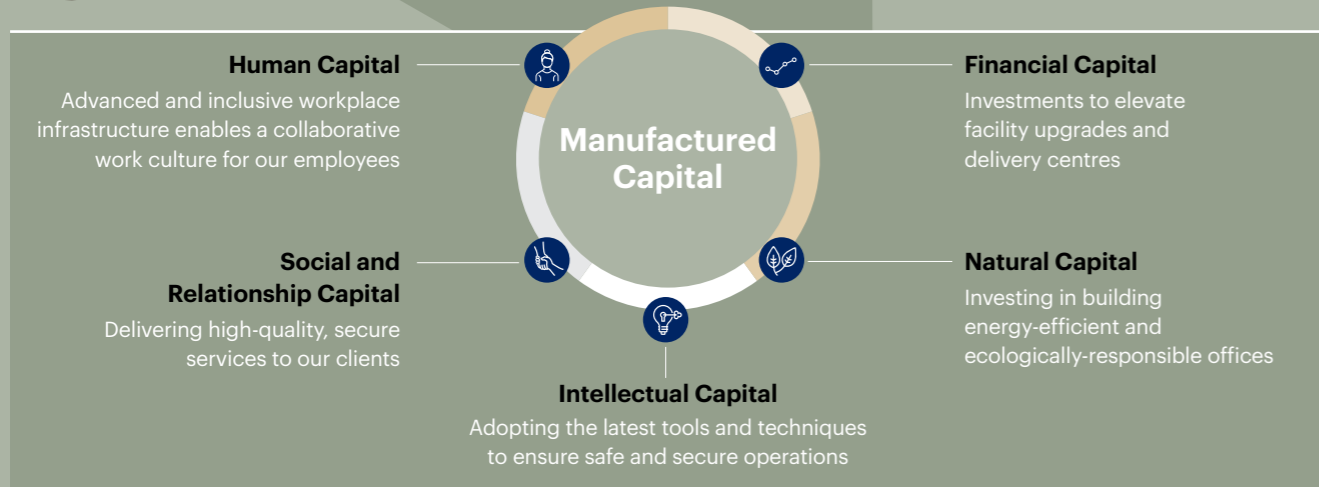 Human Capital
Advanced and inclusive workplace
infrastructure enables a collaborative
work culture for our employees
Manufactured
Capital
Financial Capital
Investments to elevate
facility upgrades and
delivery centres
Social and
Relationship Capital
Delivering high-quality, secure
services to our clients
Natural Capital
Investing in building
energy-efficient and
ecologically-responsible offices
Intellectual Capital
Adopting the latest tools and techniques
to ensure safe and secure operations